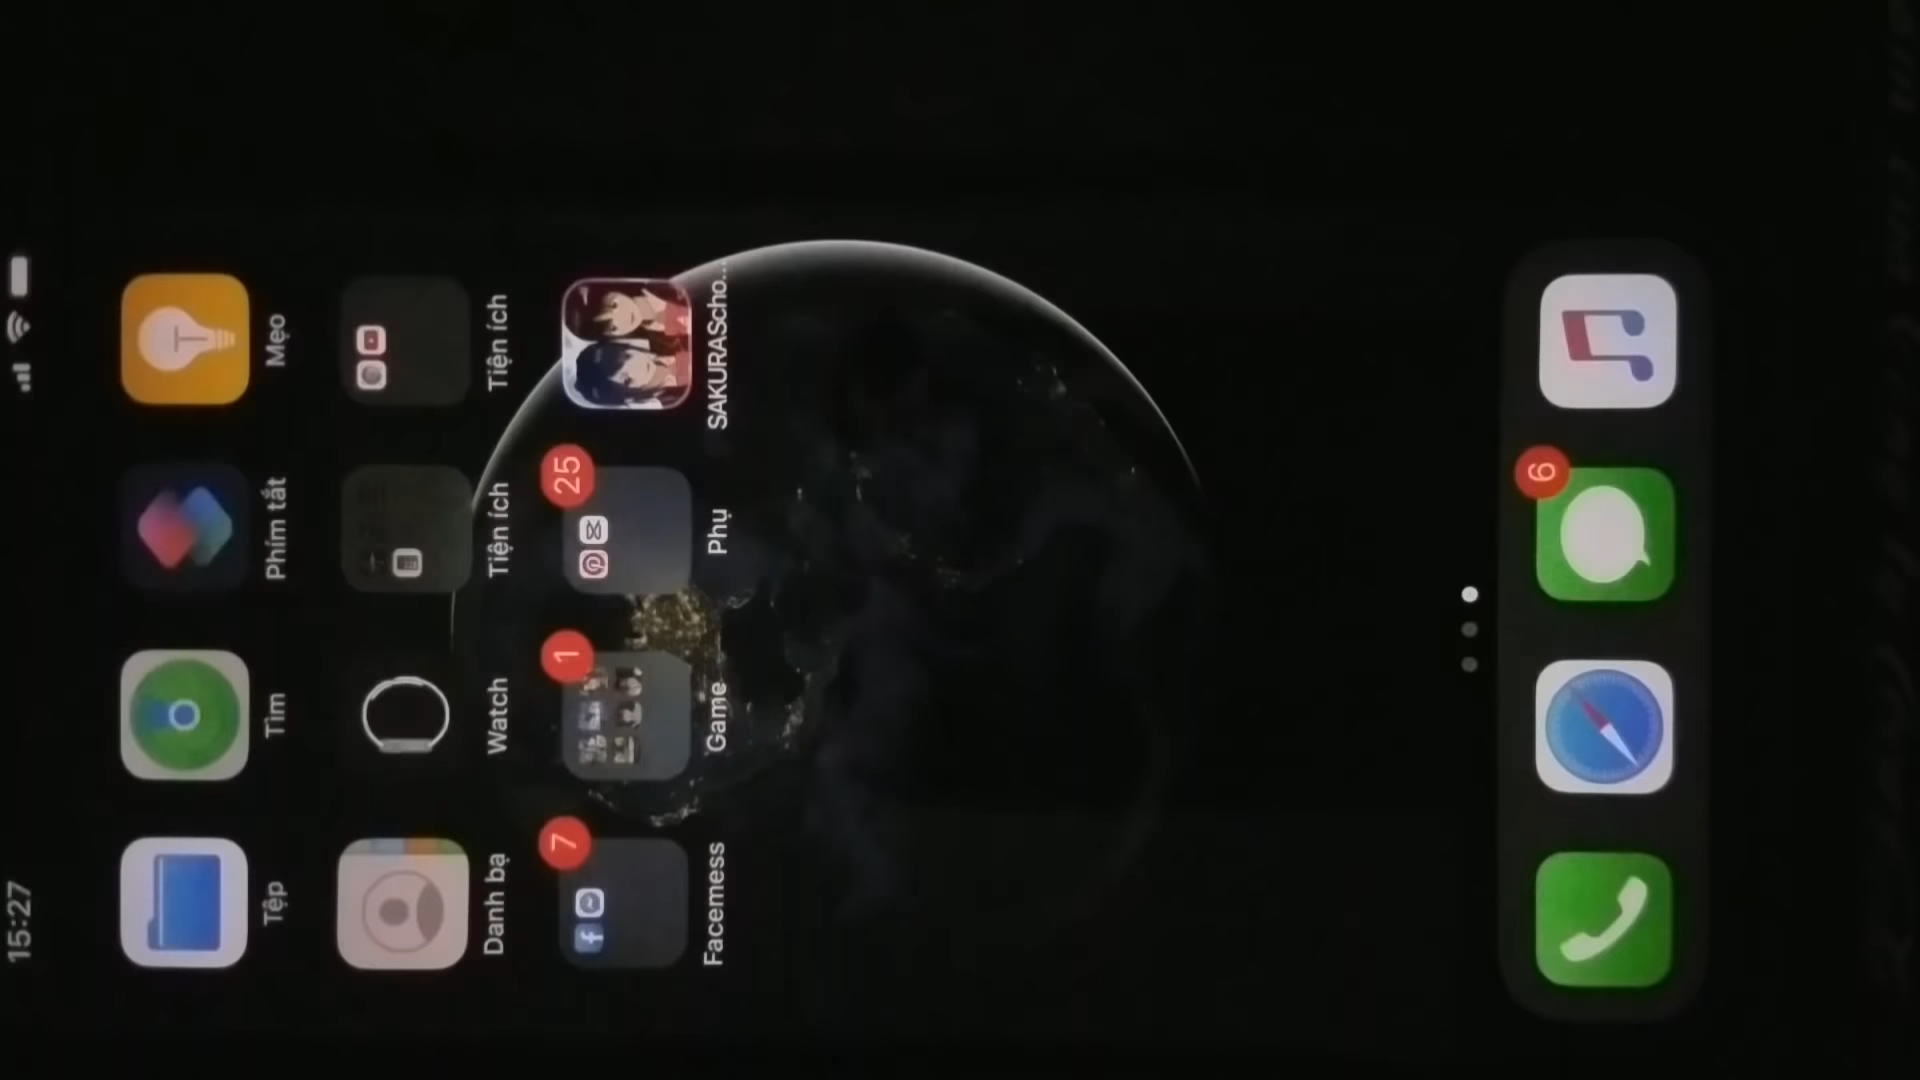 15:27
Tệp
Tìm
Phím tắt
Mẹo
Danh bạ
Watch
Tiện ích
Tiện ích
7
1
25
Facemess
Game
Phụ
SAKURAScho...
6